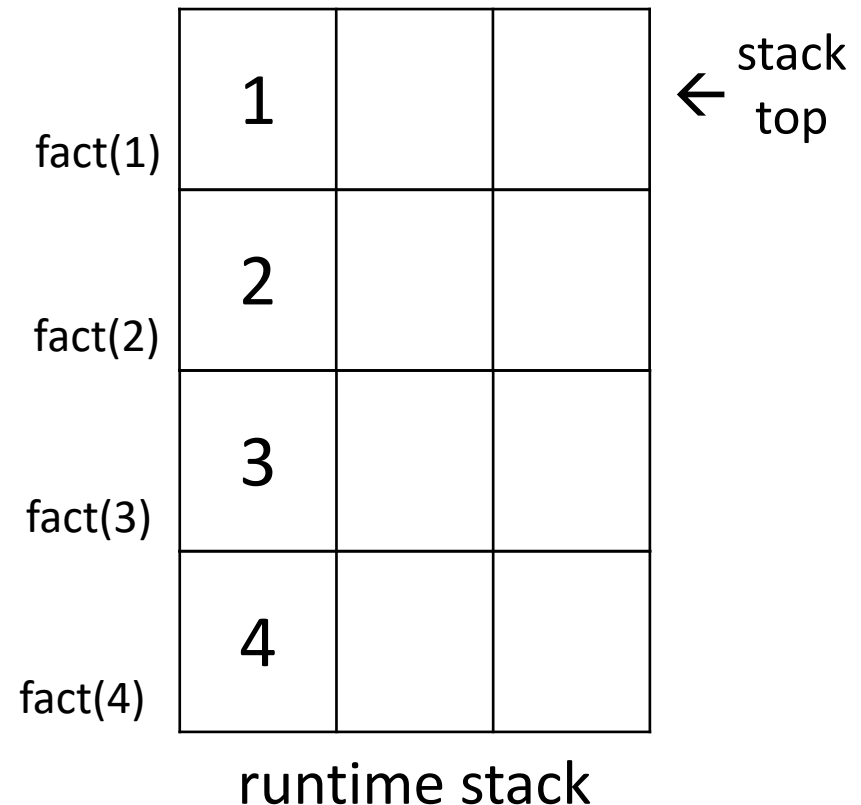 1
← stack
top
fact(1)
2
fact(2)
3
fact(3)
4
fact(4)
runtime stack